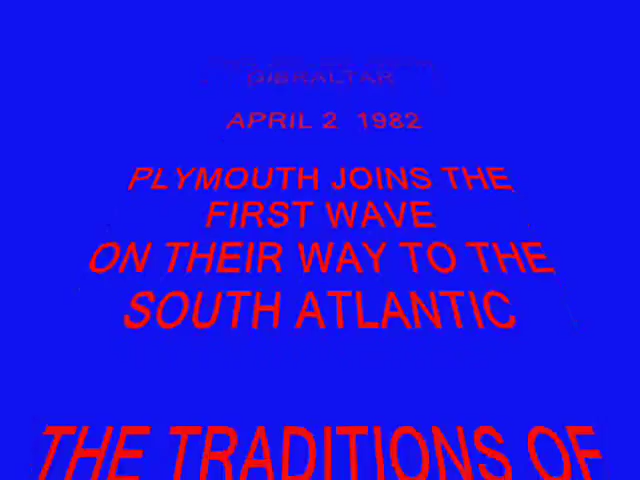 GIBRALTAR
APRIL 2 1982
PLYMOUTH JOINS THE
FIRST WAVE
ON THEIR WAY TO THE
SOUTH ATLANTIC
THE TRADITIONS OF